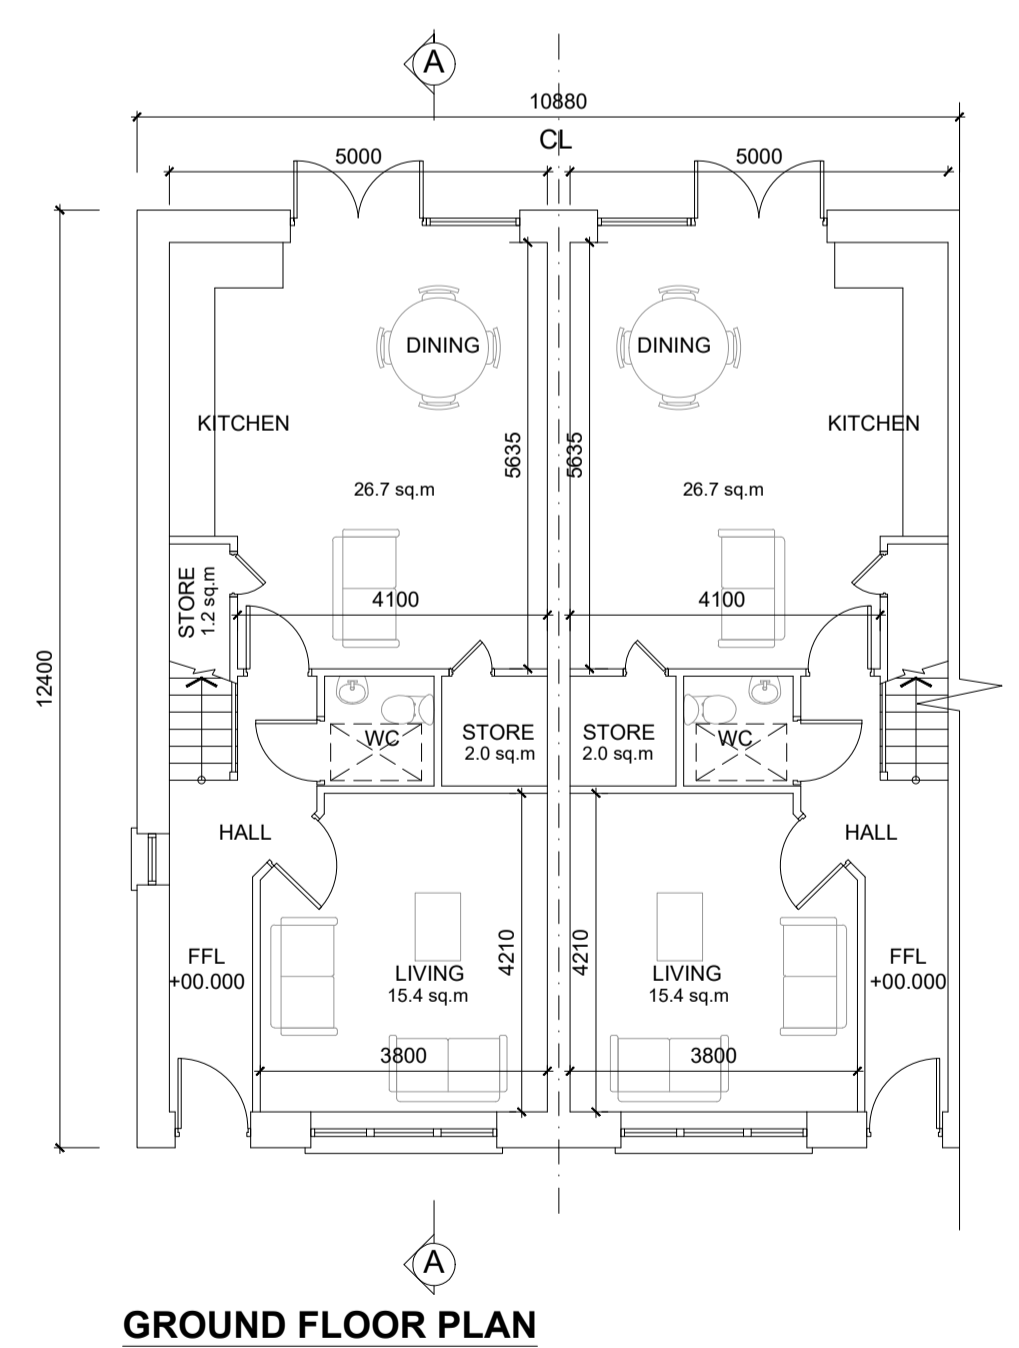 A
10880
CL
5000
5000
DINING
DINING
KITCHEN
KITCHEN
5635
5635
26.7 sq.m
26.7 sq.m
STORE
1.2 sq.m
4100
4100
12400
WC
STORE
2.0 sq.m
STORE
2.0 sq.m
WC
HALL
HALL
FFL
+00.000
LIVING
15.4 sq.m
4210
4210
LIVING
15.4 sq.m
FFL
+00.000
3800
3800
A
GROUND FLOOR PLAN